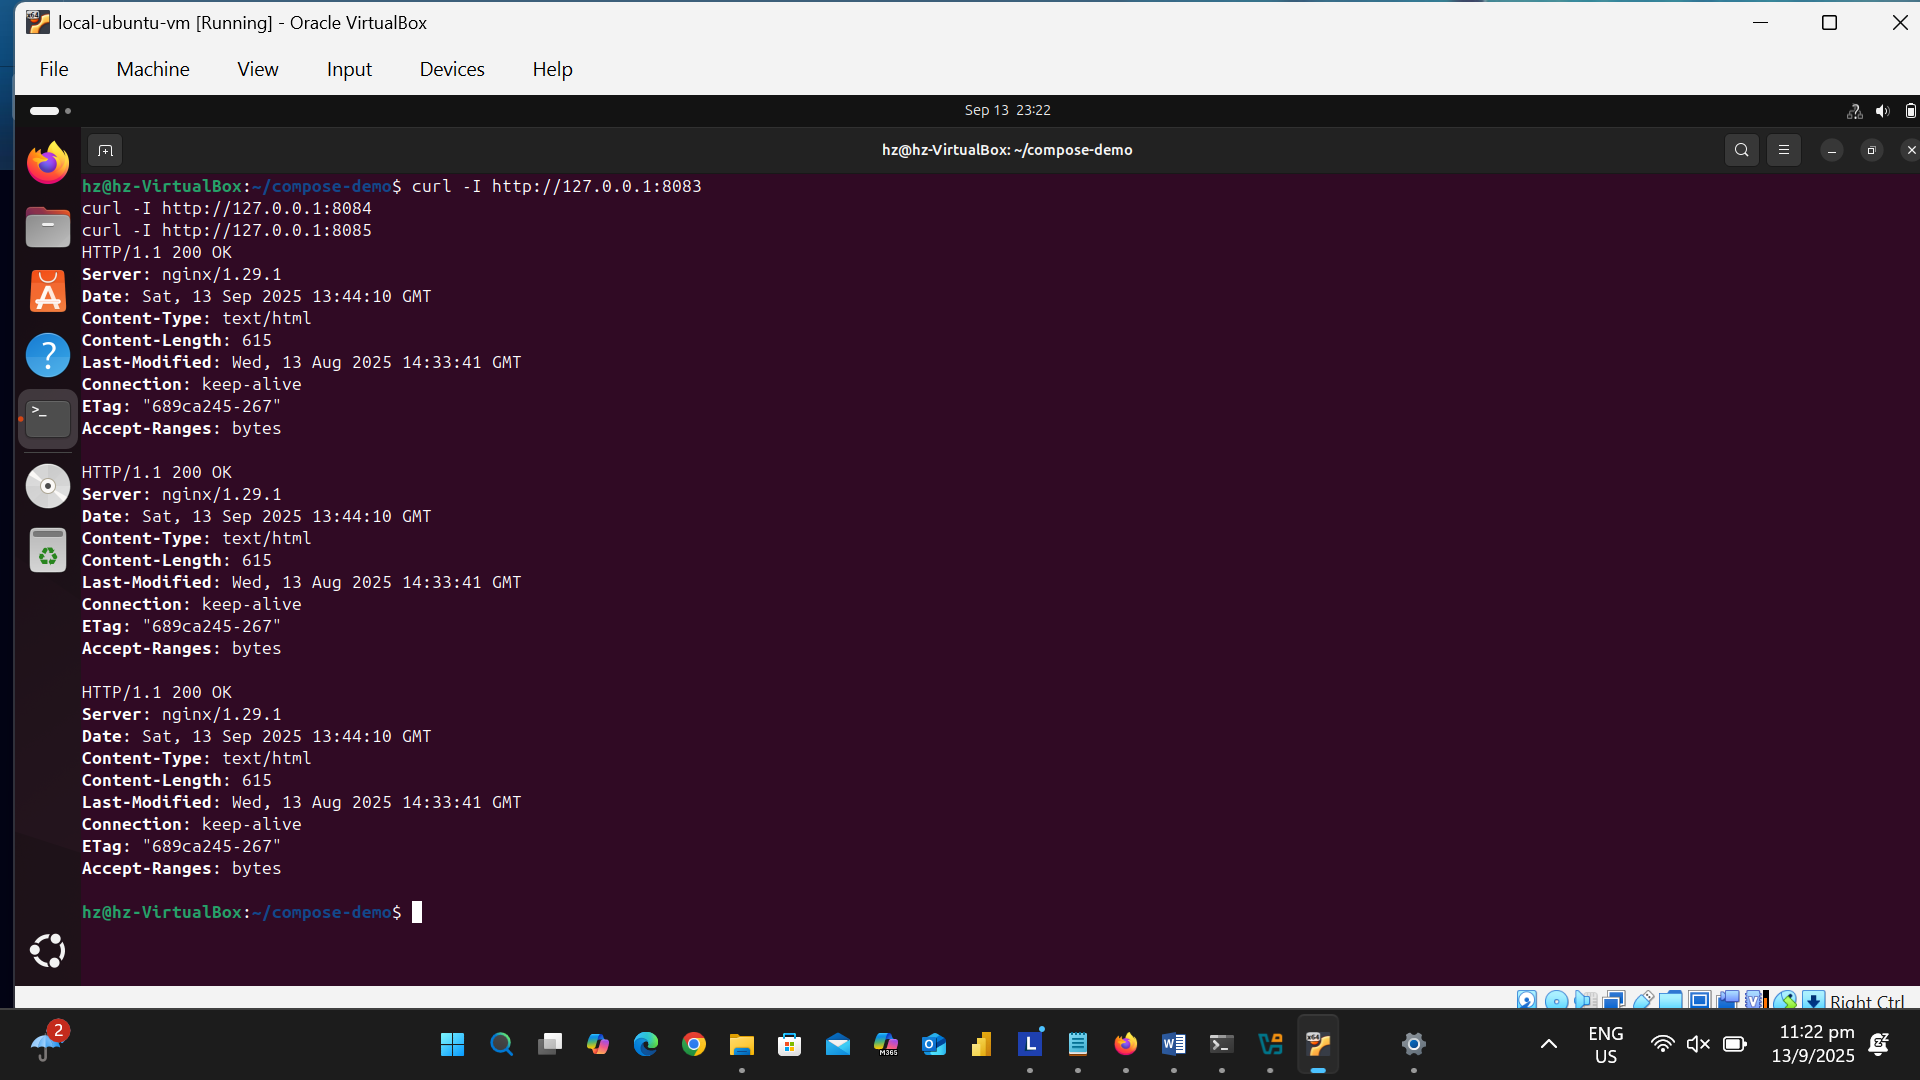 local-ubuntu-vm [Running] - Oracle VirtualBox
File Machine View Input Devices Help
Sep 13 23:22
hz@hz-VirtualBox: ~/compose-demo
hz@hz-VirtualBox:~/compose-demo$ curl -I http://127.0.0.1:8083
curl -I http://127.0.0.1:8084
curl -I http://127.0.0.1:8085
HTTP/1.1 200 OK
Server: nginx/1.29.1
Date: Sat, 13 Sep 2025 13:44:10 GMT
Content-Type: text/html
Content-Length: 615
Last-Modified: Wed, 13 Aug 2025 14:33:41 GMT
Connection: keep-alive
ETag: "689ca245-267"
Accept-Ranges: bytes
HTTP/1.1 200 OK
Server: nginx/1.29.1
Date: Sat, 13 Sep 2025 13:44:10 GMT
Content-Type: text/html
Content-Length: 615
Last-Modified: Wed, 13 Aug 2025 14:33:41 GMT
Connection: keep-alive
ETag: "689ca245-267"
Accept-Ranges: bytes
HTTP/1.1 200 OK
Server: nginx/1.29.1
Date: Sat, 13 Sep 2025 13:44:10 GMT
Content-Type: text/html
Content-Length: 615
Last-Modified: Wed, 13 Aug 2025 14:33:41 GMT
Connection: keep-alive
ETag: "689ca245-267"
Accept-Ranges: bytes
hz@hz-VirtualBox:~/compose-demo$
Right Ctrl
2
M365
ENG
US
11:22 pm
13/9/2025